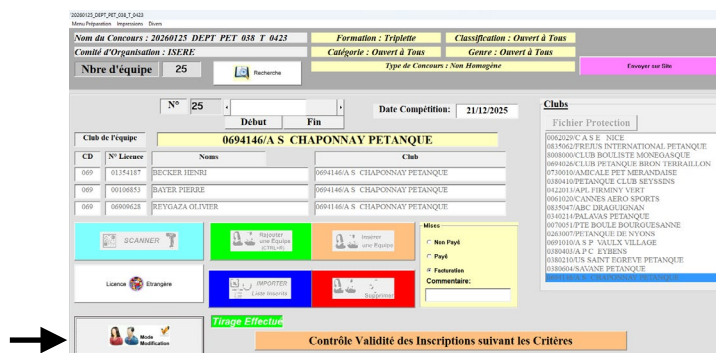 20260125_DEPT_PET_038_T_0423
Menu Préparation Impressions Divers
Nom du Concours : 20260125 DEPT PET 038 T 0423
Formation : Triplette
Classification : Ouvert à Tous
Comité d'Organisation : ISERE
Catégorie : Ouvert à Tous
Genre : Ouvert à Tous
Nbre d'équipe 25
Recherche
Type de Concours : Non Homogène
Envoyer sur Site
N° 25
Début Fin
Date Compétition: 21/12/2025
Club de l'équipe
0694146/A S CHAPONNAY PETANQUE
CD N° Licence Noms Club
069 01354187 BECKER HENRI 0694146/A S CHAPONNAY PETANQUE
069 00106853 BAYER PIERRE 0694146/A S CHAPONNAY PETANQUE
069 06909628 REYGAZA OLIVIER 0694146/A S CHAPONNAY PETANQUE
Clubs
Fichier Protection
0062029/C A S E NICE
0835062/FREJUS INTERNATIONAL PETANQUE
8008000/CLUB BOULISTE MONEGASQUE
0694026/CLUB PETANQUE BRON TERRAILLON
0730010/AMICALE PET MERANDAISE
0380410/PETANQUE CLUB SEYSSINS
0422013/APL FIRMINY VERT
0061020/CANNES AERO SPORTS
0835047/ABC DRAGUIGNAN
0340214/PALAVAS PETANQUE
0070051/PTE BOULE BOURGUESANNE
0263007/PETANQUE DE NYONS
0691010/A S P VAULX VILLAGE
0380403/A P C EYBENS
0380210/US SAINT EGREVE PETANQUE
0380604/SAVANE PETANQUE
0694146/A S CHAPONNAY PETANQUE
SCANNER
Rajouter
une Equipe
(CTRL+R)
Insérer
une Equipe
Mises
Non Payé
Payé
Facturation
Commentaire:
Licence Etrangère
IMPORTER
Liste Inscrits
Supprimer
Mode
Modification
Tirage Effectué
Contrôle Validité des Inscriptions suivant les Critères